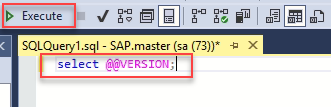 Execute
SQLQuery1.sql - SAP.master (sa (73))*
select @@VERSION;